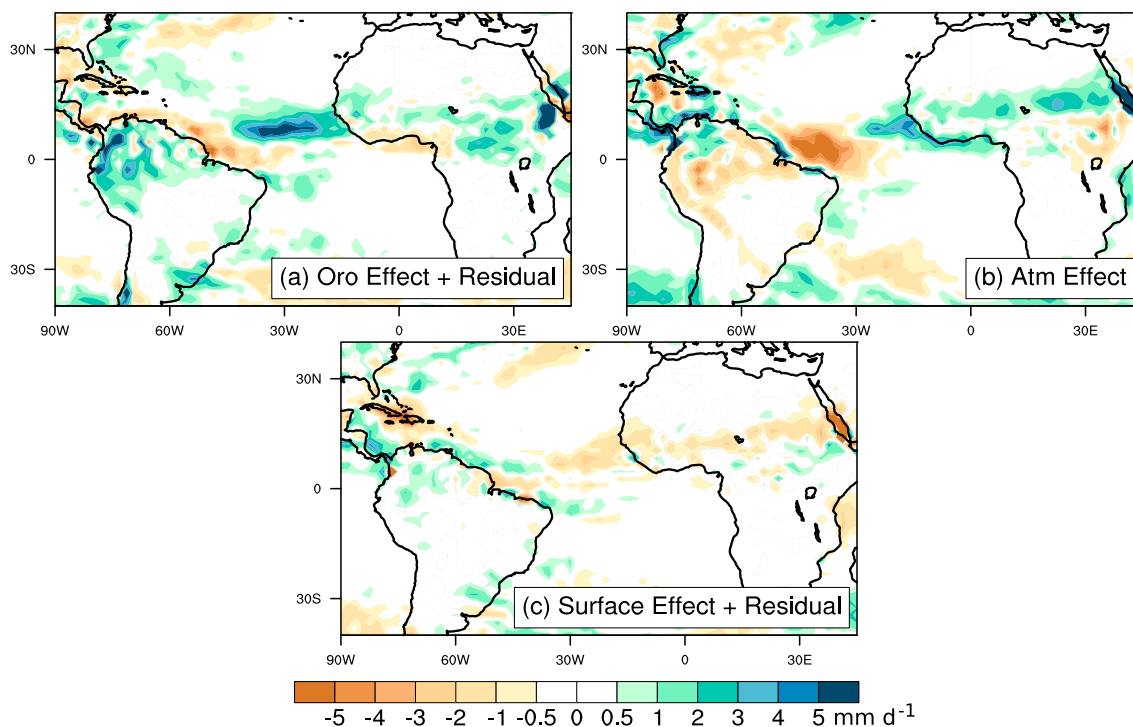 30N
0
30S
(a) Oro Effect + Residual
90W 60W 30W 0 30E
30N
0
30S
(b) Atm Effect
90W 60W 30W 0 30E
30N
0
30S
(c) Surface Effect + Residual
90W 60W 30W 0 30E
-5 -4 -3 -2 -1 -0.5 0 0.5 1 2 3 4 5 mm d⁻¹